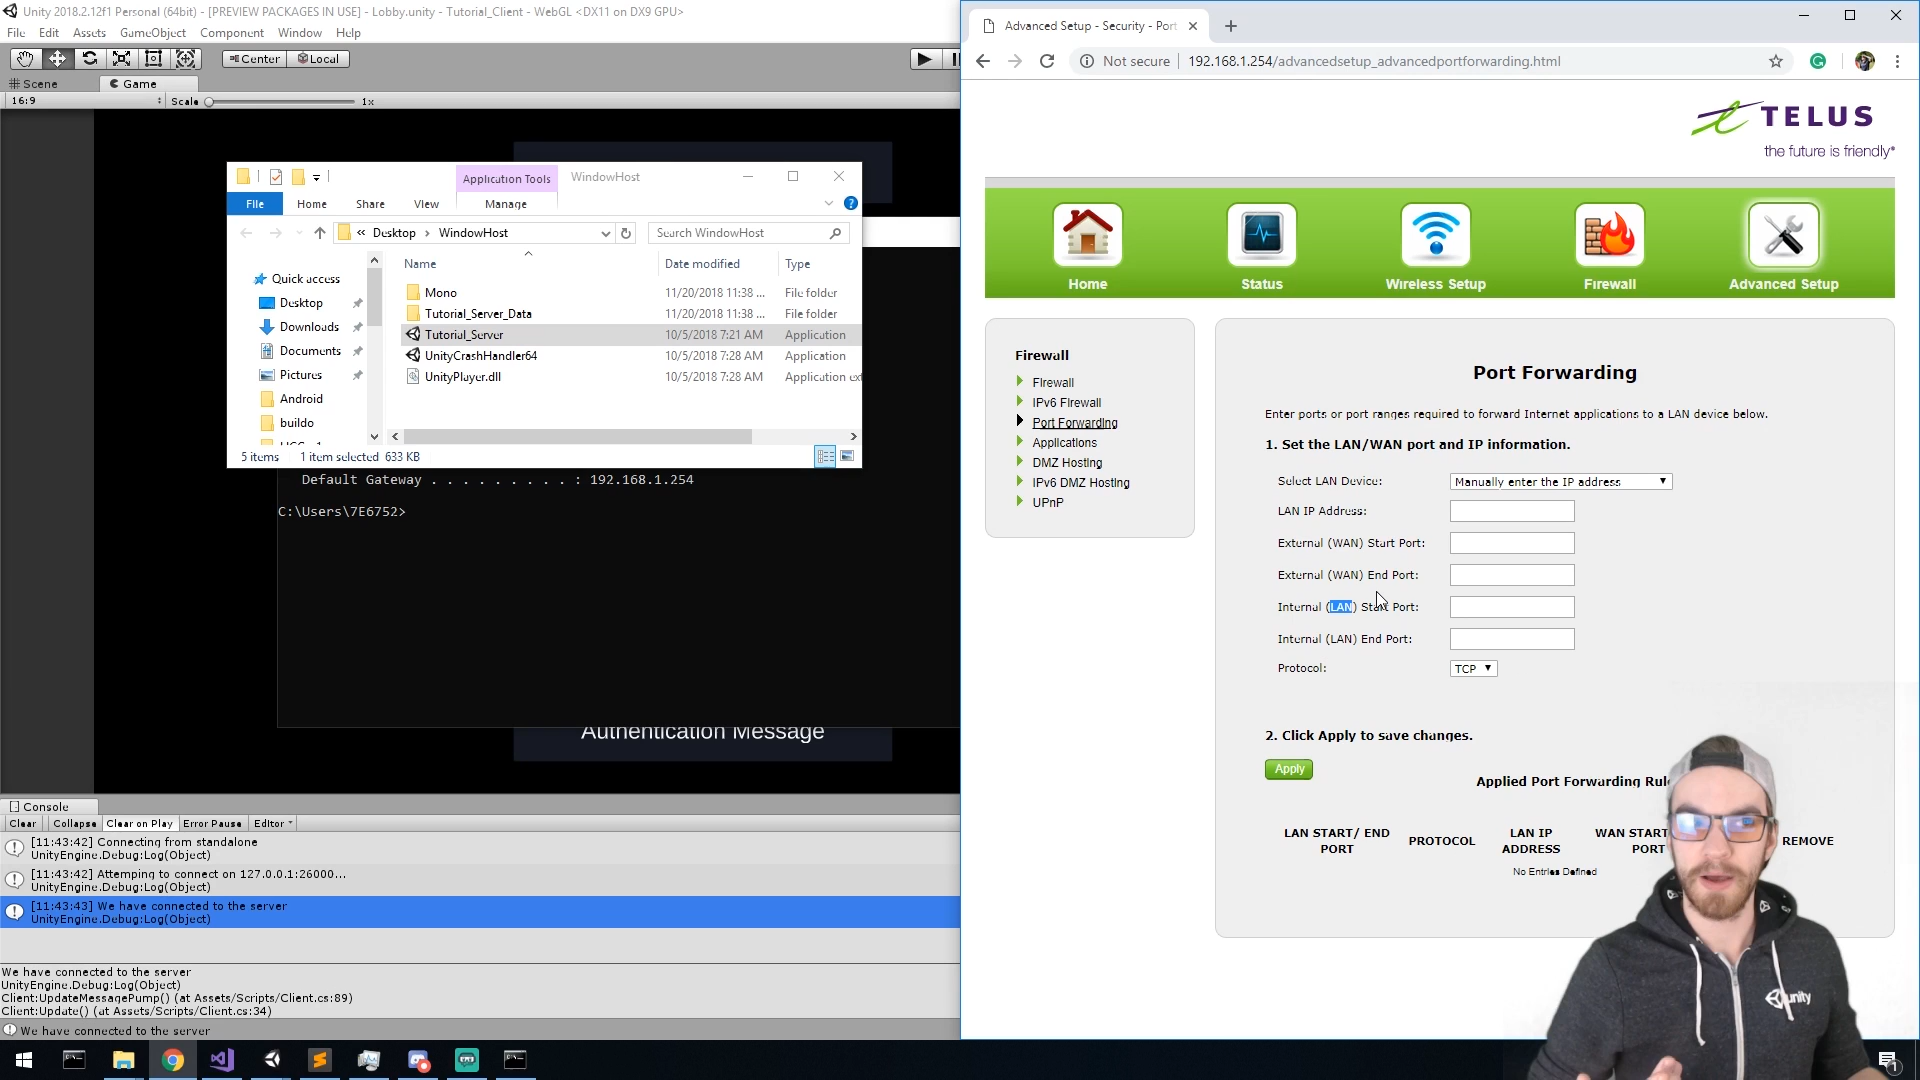 Unity 2018.2.12f1 Personal (64bit) - [PREVIEW PACKAGES IN USE] - Lobby.unity - Tutorial_Client - WebGL <DX11 on DX9 GPU>
File Edit Assets GameObject Component Window Help
Center Local
Scene Game
16:9 Scale 1x
Application Tools WindowHost
File Home Share View Manage
« Desktop › WindowHost Search WindowHost
Name Date modified Type
Quick access
Desktop
Downloads
Documents
Pictures
Android
buildo
Mono 11/20/2018 11:38 ... File folder
Tutorial_Server_Data 11/20/2018 11:38 ... File folder
Tutorial_Server 10/5/2018 7:21 AM Application
UnityCrashHandler64 10/5/2018 7:28 AM Application
UnityPlayer.dll 10/5/2018 7:28 AM Application ext
5 items 1 item selected 633 KB
Default Gateway . . . . . . . . . : 192.168.1.254
C:\Users\7E6752>
Authentication Message
Console
Clear Collapse Clear on Play Error Pause Editor
[11:43:42] Connecting from standalone
UnityEngine.Debug:Log(Object)
[11:43:42] Attemping to connect on 127.0.0.1:26000...
UnityEngine.Debug:Log(Object)
[11:43:43] We have connected to the server
UnityEngine.Debug:Log(Object)
We have connected to the server
UnityEngine.Debug:Log(Object)
Client:UpdateMessagePump() (at Assets/Scripts/Client.cs:89)
Client:Update() (at Assets/Scripts/Client.cs:34)
We have connected to the server
Advanced Setup - Security - Port
Not secure 192.168.1.254/advancedsetup_advancedportforwarding.html
TELUS
the future is friendly®
Home Status Wireless Setup Firewall Advanced Setup
Firewall
Firewall
IPv6 Firewall
Port Forwarding
Applications
DMZ Hosting
IPv6 DMZ Hosting
UPnP
Port Forwarding
Enter ports or port ranges required to forward Internet applications to a LAN device below.
1. Set the LAN/WAN port and IP information.
Select LAN Device: Manually enter the IP address
LAN IP Address:
External (WAN) Start Port:
External (WAN) End Port:
Internal (LAN) Start Port:
Internal (LAN) End Port:
Protocol: TCP
2. Click Apply to save changes.
Apply
Applied Port Forwarding Rul
LAN START/ END PORT PROTOCOL LAN IP ADDRESS WAN START PORT REMOVE
No Entries Defined
unity
1